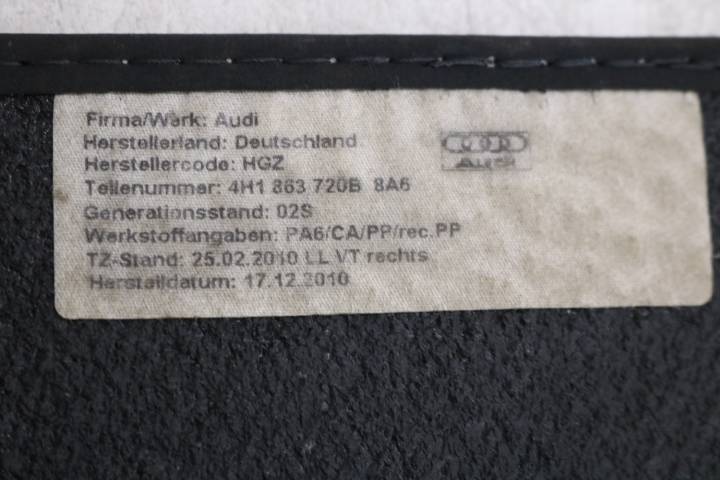 Firma/Werk: Audi
Herstellerland: Deutschland
Herstellercode: HGZ
Teilenummer: 4H1 863 720B 8A6
Generationsstand: 02S
Werkstoffangaben: PA6/CA/PP/rec.PP
TZ-Stand: 25.02.2010 LL VT rechts
Herstelldatum: 17.12.2010
Audi